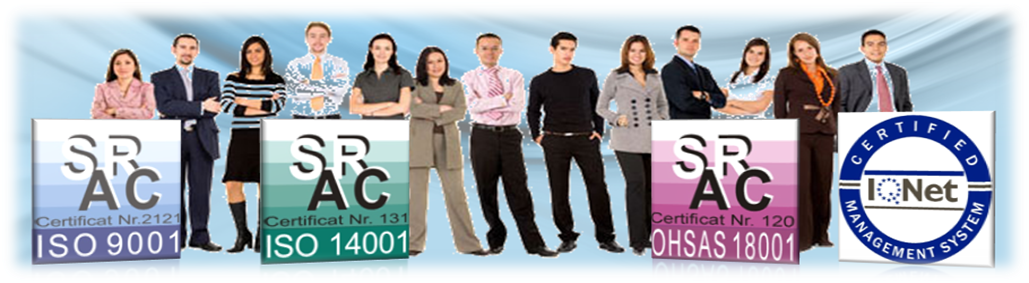 SR
AC
Certificat Nr.2121
ISO 9001
SR
AC
Certificat Nr. 131
ISO 14001
SR
AC
Certificat Nr. 120
OHSAS 18001
CERTIFIED
IQNet
MANAGEMENT SYSTEM